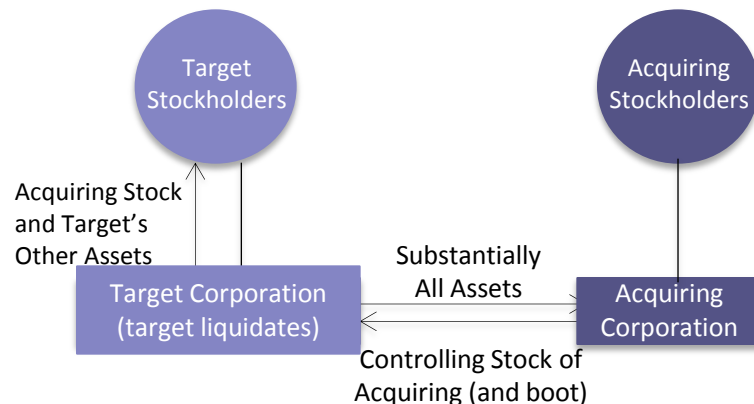 Target
Stockholders
Acquiring
Stockholders
Acquiring Stock
and Target’s
Other Assets
Substantially
All Assets
Target Corporation
(target liquidates)
Acquiring
Corporation
Controlling Stock of
Acquiring (and boot)